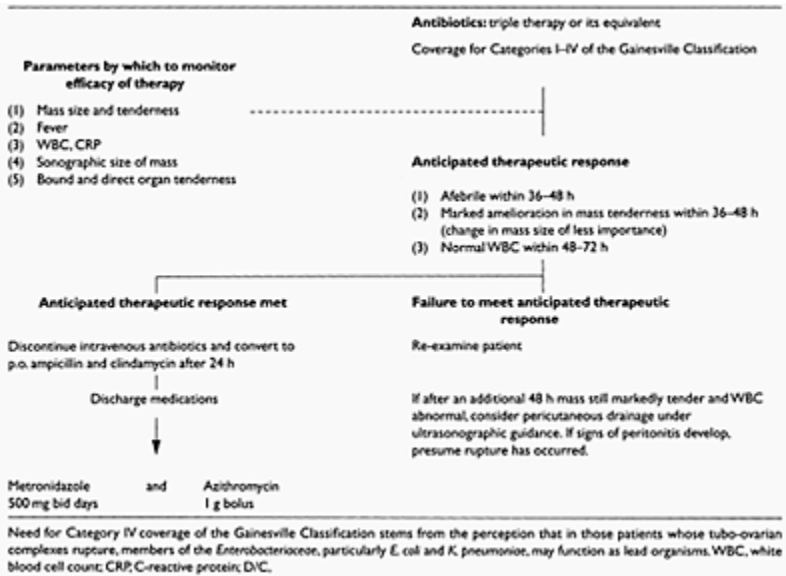 Antibiotics: triple therapy or its equivalent
Coverage for Categories I–IV of the Gainesville Classification
Parameters by which to monitor
efficacy of therapy
(1) Mass size and tenderness
(2) Fever
(3) WBC, CRP
(4) Sonographic size of mass
(5) Bound and direct organ tenderness
Anticipated therapeutic response
(1) Afebrile within 36–48 h
(2) Marked amelioration in mass tenderness within 36–48 h
(change in mass size of less importance)
(3) Normal WBC within 48–72 h
Anticipated therapeutic response met
Discontinue intravenous antibiotics and convert to
p.o. ampicillin and clindamycin after 24 h
Discharge medications
Metronidazole and Azithromycin
500 mg bid days 1 g bolus
Failure to meet anticipated therapeutic
response
Re-examine patient
If after an additional 48 h mass still markedly tender and WBC
abnormal, consider pericutaneous drainage under
ultrasonographic guidance. If signs of peritonitis develop,
presume rupture has occurred.
Need for Category IV coverage of the Gainesville Classification stems from the perception that in those patients whose tubo-ovarian
complexes rupture, members of the Enterobacteriaceae, particularly E. coli and K. pneumoniae, may function as lead organisms. WBC, white
blood cell count; CRP, C-reactive protein; D/C,